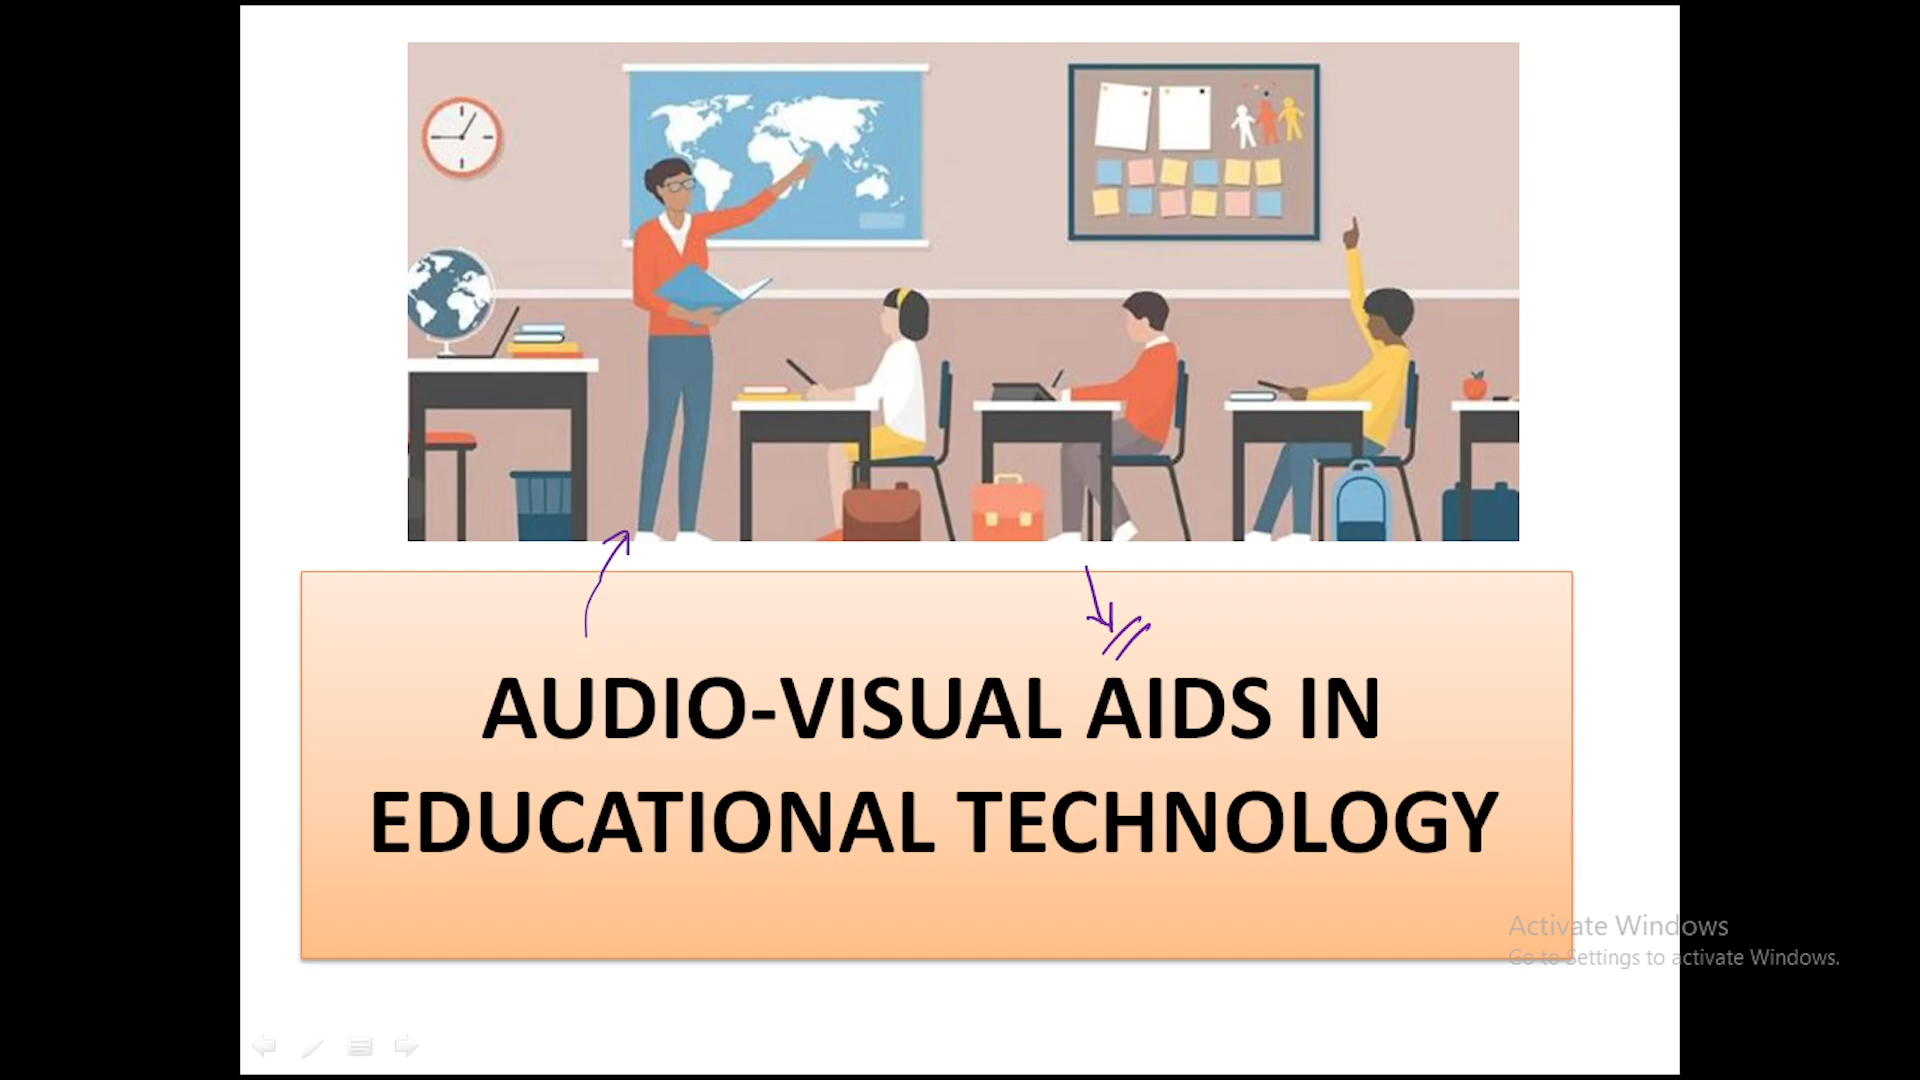 AUDIO-VISUAL AIDS IN
EDUCATIONAL TECHNOLOGY
Activate Windows
Go to Settings to activate Windows.